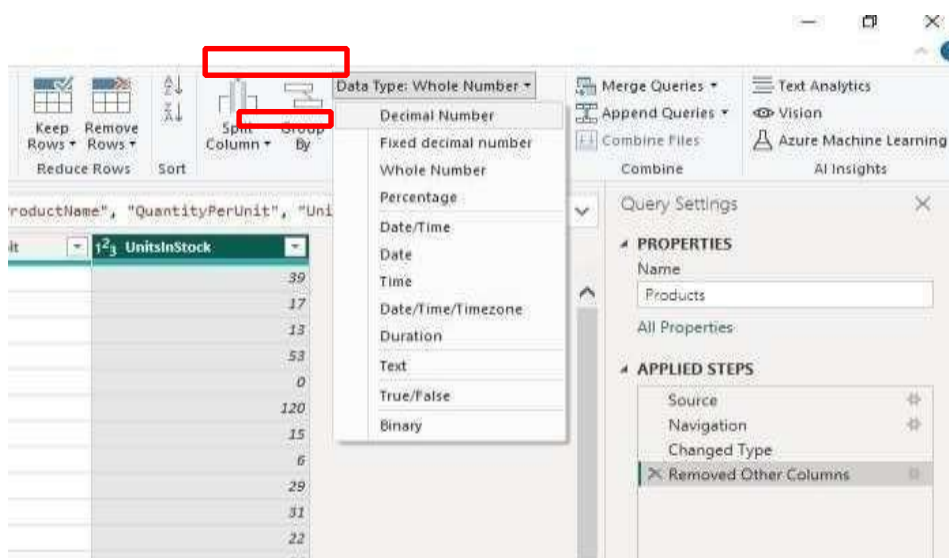 Keep Rows
Remove Rows
Reduce Rows
A Z
Z A
Sort
Split Column
Group By
Data Type: Whole Number
Decimal Number
Fixed decimal number
Whole Number
Percentage
Date/Time
Date
Time
Date/Time/Timezone
Duration
Text
True/False
Binary
Merge Queries
Append Queries
Combine Files
Combine
Text Analytics
Vision
Azure Machine Learning
AI Insights
roductName", "QuantityPerUnit", "Uni
it
1²3 UnitsInStock
39
17
13
53
0
120
15
6
29
31
22
Query Settings
PROPERTIES
Name
Products
All Properties
APPLIED STEPS
Source
Navigation
Changed Type
Removed Other Columns